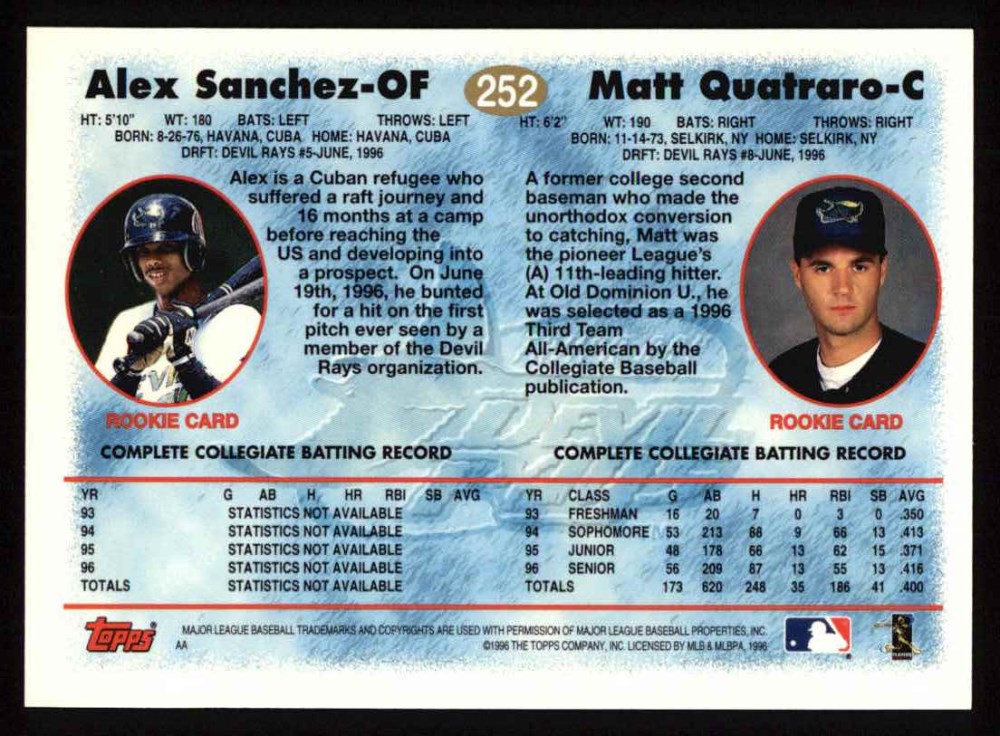 Alex Sanchez-OF
252
Matt Quatraro-C
HT: 5'10" WT: 180 BATS: LEFT THROWS: LEFT
BORN: 8-26-76, HAVANA, CUBA HOME: HAVANA, CUBA
DRFT: DEVIL RAYS #5-JUNE, 1996
HT: 6'2" WT: 190 BATS: RIGHT THROWS: RIGHT
BORN: 11-14-73, SELKIRK, NY HOME: SELKIRK, NY
DRFT: DEVIL RAYS #8-JUNE, 1996
Alex is a Cuban refugee who
suffered a raft journey and
16 months at a camp
before reaching the
US and developing into
a prospect. On June
19th, 1996, he bunted
for a hit on the first
pitch ever seen by a
member of the Devil
Rays organization.
A former college second
baseman who made the
unorthodox conversion
to catching, Matt was
the pioneer League's
(A) 11th-leading hitter.
At Old Dominion U., he
was selected as a 1996
Third Team
All-American by the
Collegiate Baseball
publication.
ROOKIE CARD
ROOKIE CARD
COMPLETE COLLEGIATE BATTING RECORD
YR G AB H HR RBI SB AVG
93 STATISTICS NOT AVAILABLE
94 STATISTICS NOT AVAILABLE
95 STATISTICS NOT AVAILABLE
96 STATISTICS NOT AVAILABLE
TOTALS STATISTICS NOT AVAILABLE
COMPLETE COLLEGIATE BATTING RECORD
YR CLASS G AB H HR RBI SB AVG
93 FRESHMAN 16 20 7 0 3 0 .350
94 SOPHOMORE 53 213 88 9 66 13 .413
95 JUNIOR 48 178 66 13 62 15 .371
96 SENIOR 56 209 87 13 55 13 .416
TOTALS 173 620 248 35 186 41 .400
Topps
MAJOR LEAGUE BASEBALL TRADEMARKS AND COPYRIGHTS ARE USED WITH PERMISSION OF MAJOR LEAGUE BASEBALL PROPERTIES, INC.
AA ©1996 THE TOPPS COMPANY, INC. LICENSED BY MLB & MLBPA, 1996